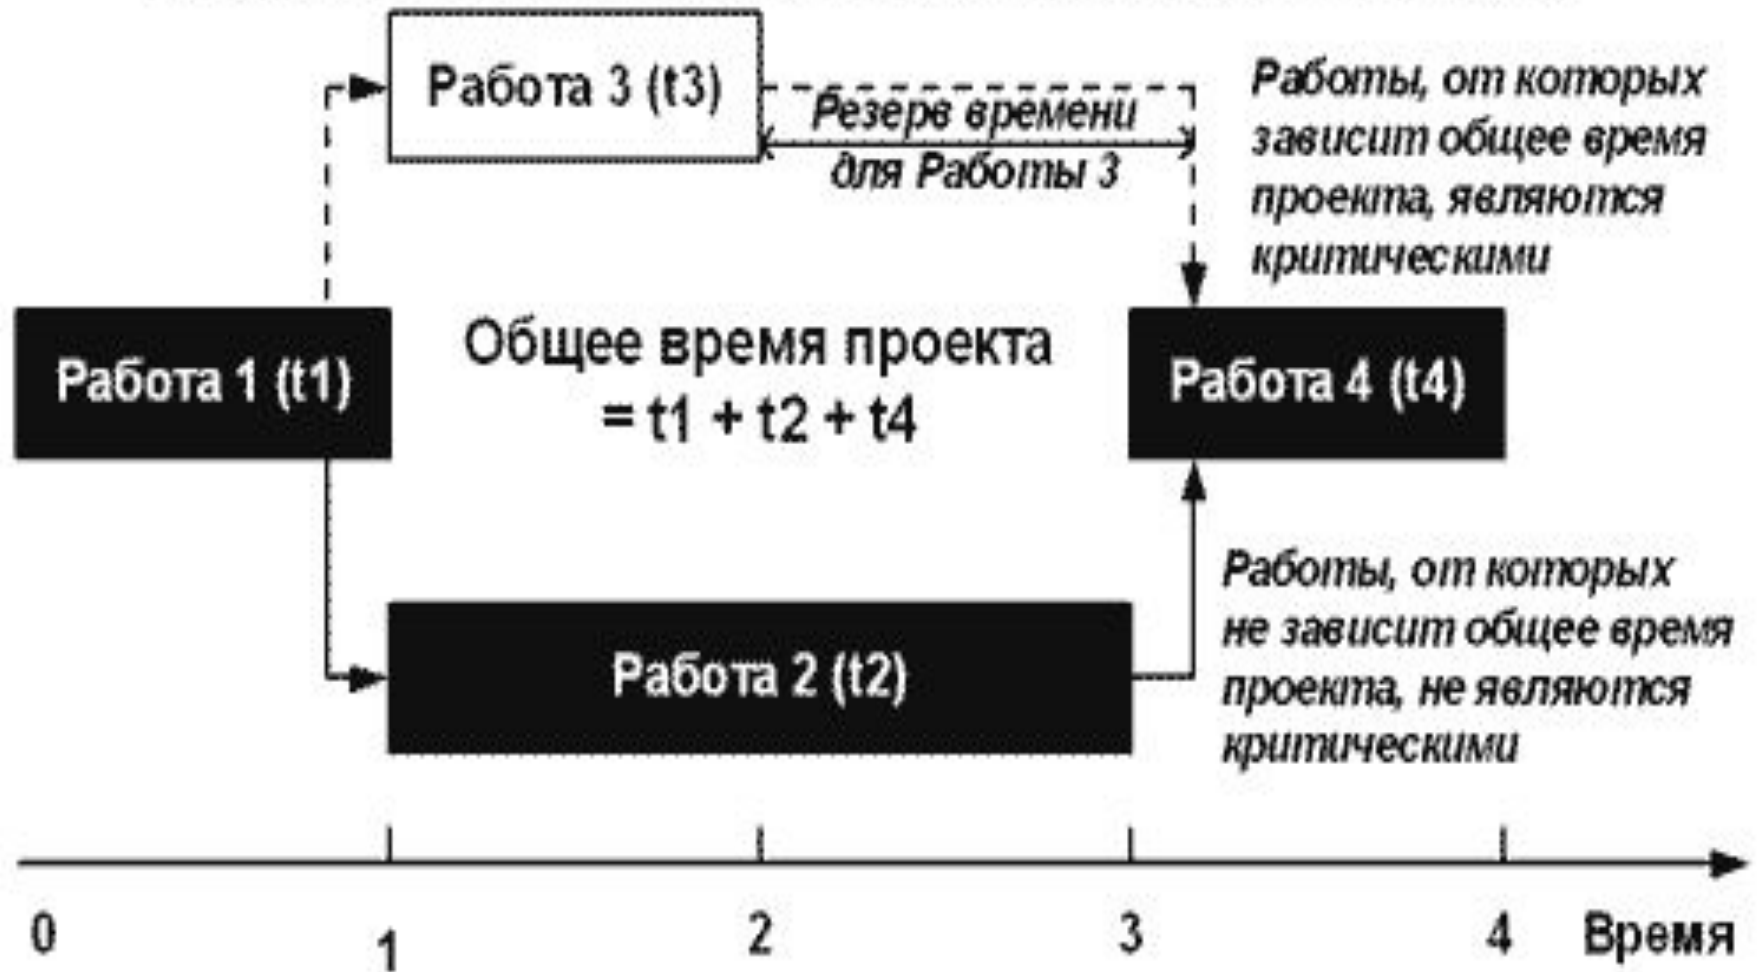 Работа 3 (t3)
Резерв времени
для Работы 3
Работы, от которых
зависит общее время
проекта, являются
критическими
Работа 1 (t1)
Общее время проекта
= t1 + t2 + t4
Работа 4 (t4)
Работы, от которых
не зависит общее время
проекта, не являются
критическими
Работа 2 (t2)
0 1 2 3 4 Время